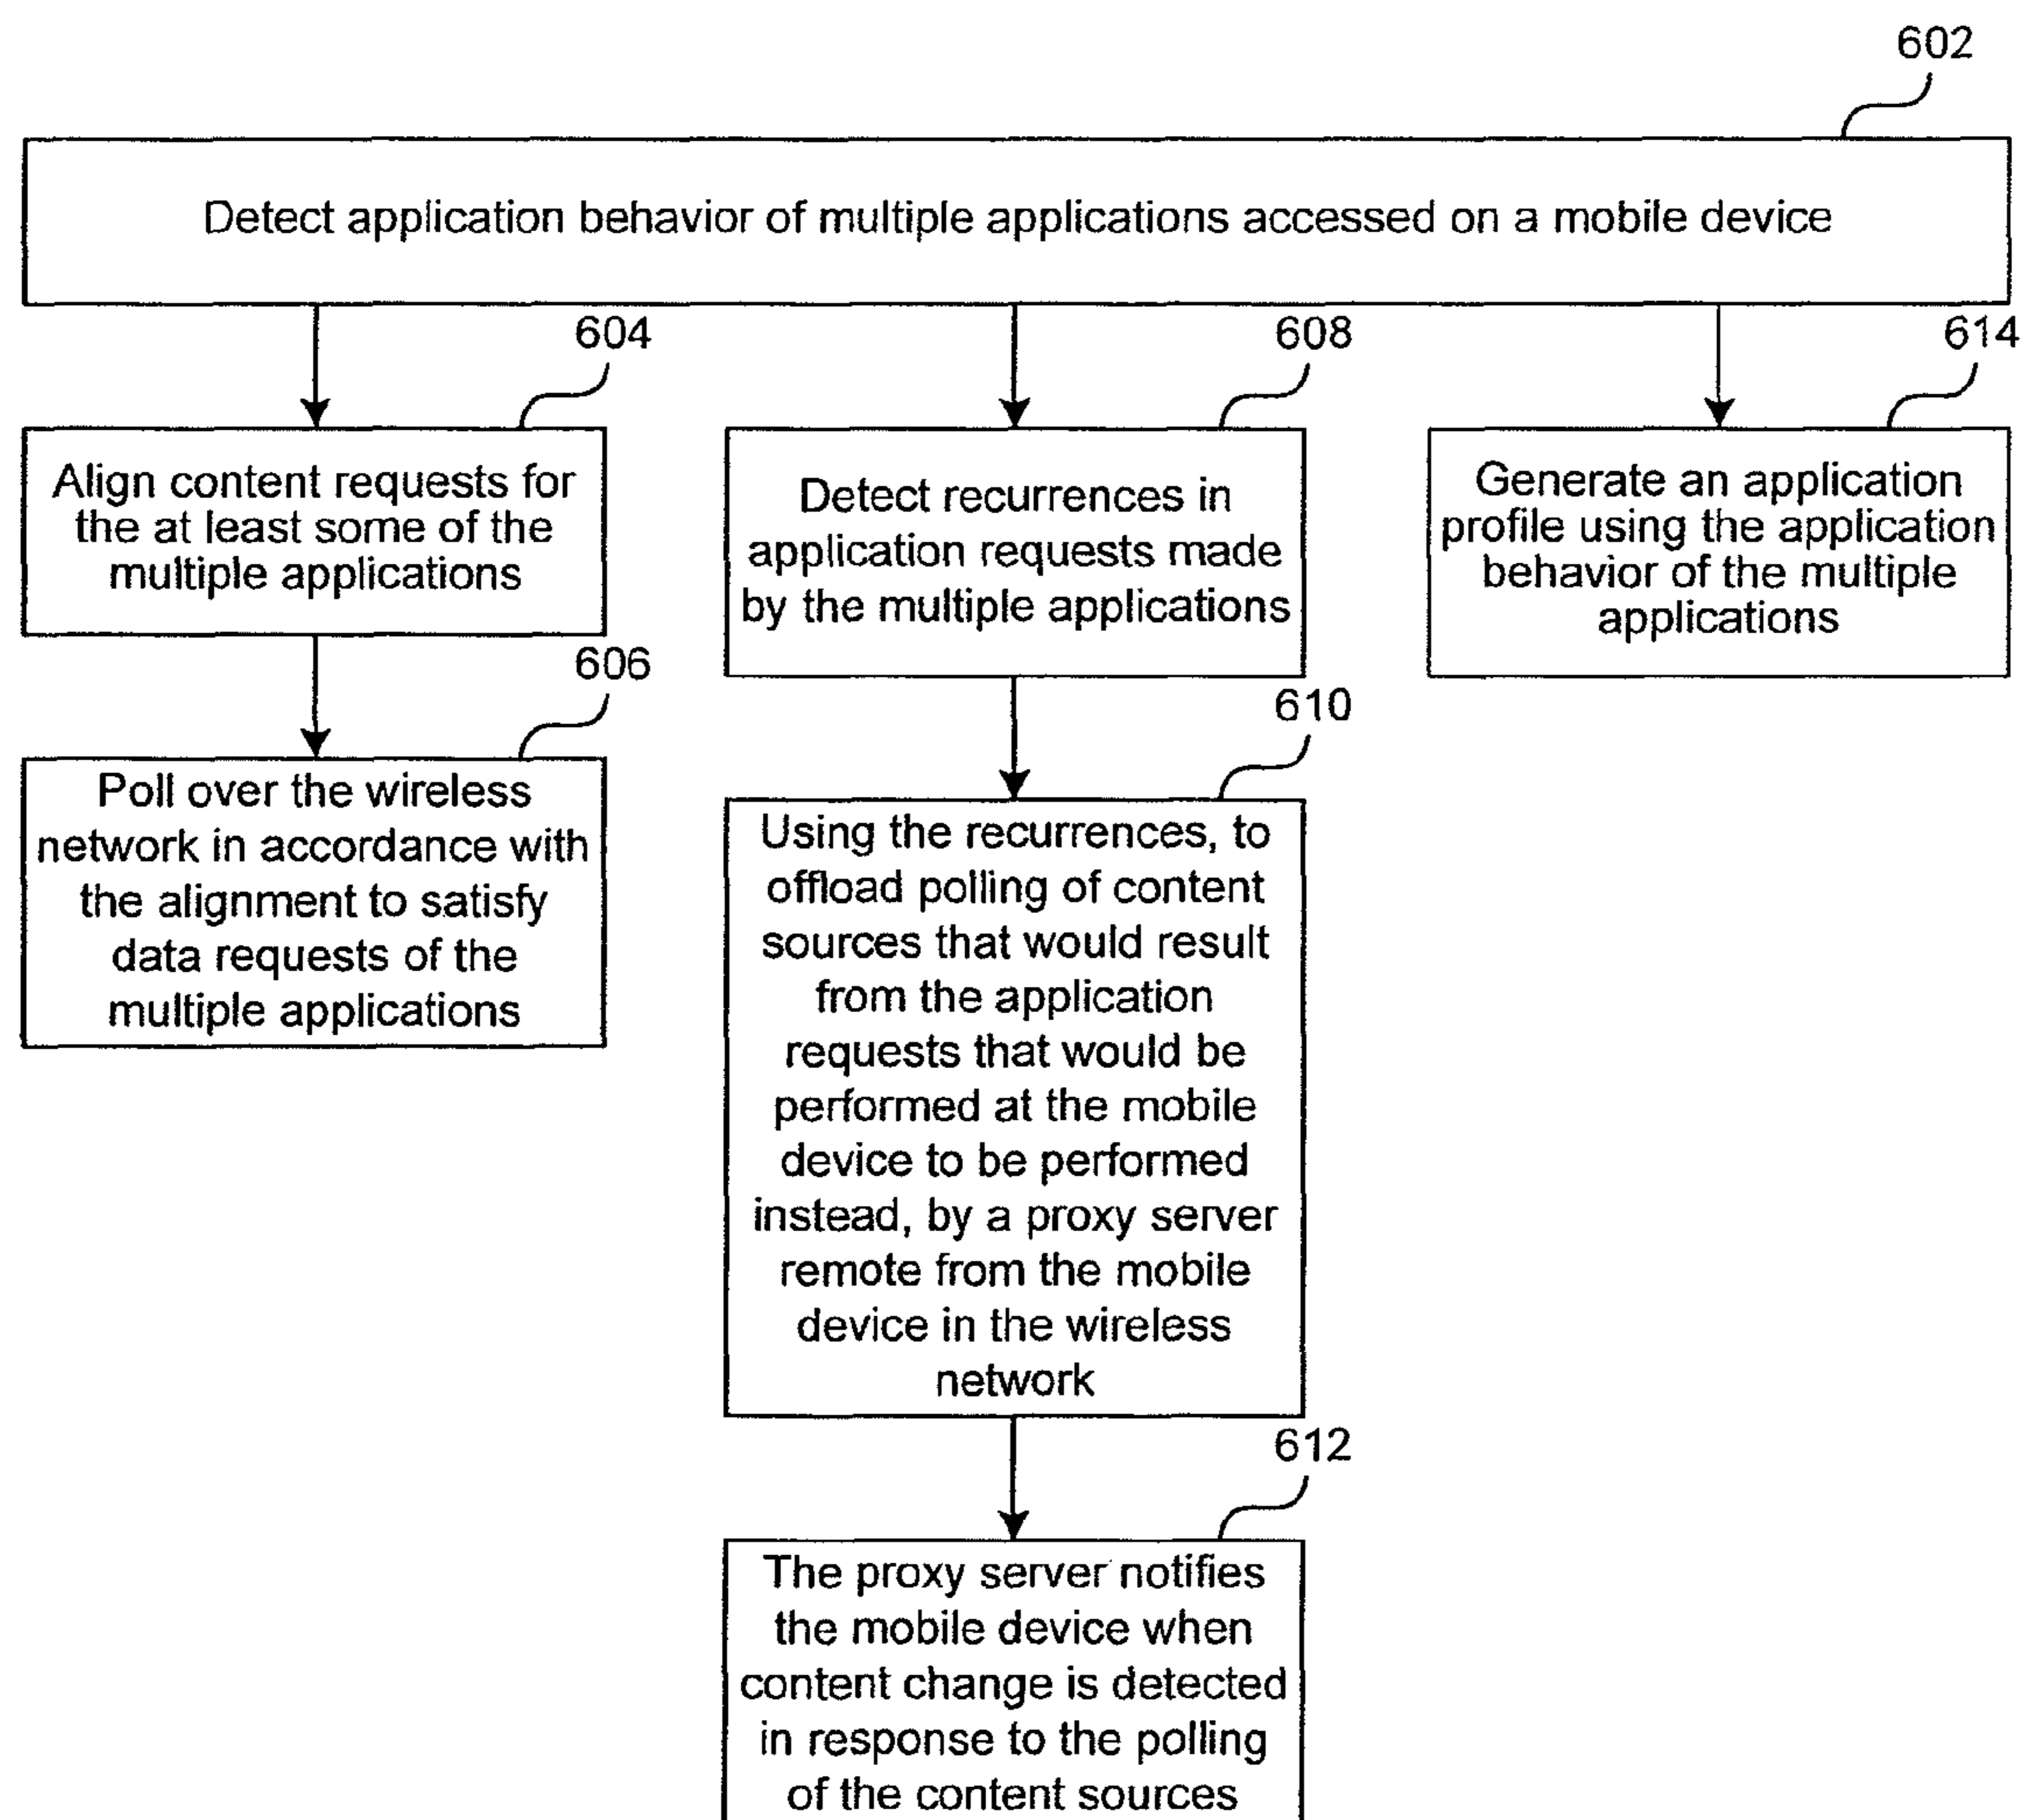 602
Detect application behavior of multiple applications accessed on a mobile device
604
Align content requests for
the at least some of the
multiple applications
606
Poll over the wireless
network in accordance with
the alignment to satisfy
data requests of the
multiple applications
608
Detect recurrences in
application requests made
by the multiple applications
610
Using the recurrences, to
offload polling of content
sources that would result
from the application
requests that would be
performed at the mobile
device to be performed
instead, by a proxy server
remote from the mobile
device in the wireless
network
612
The proxy server notifies
the mobile device when
content change is detected
in response to the polling
of the content sources
614
Generate an application
profile using the application
behavior of the multiple
applications